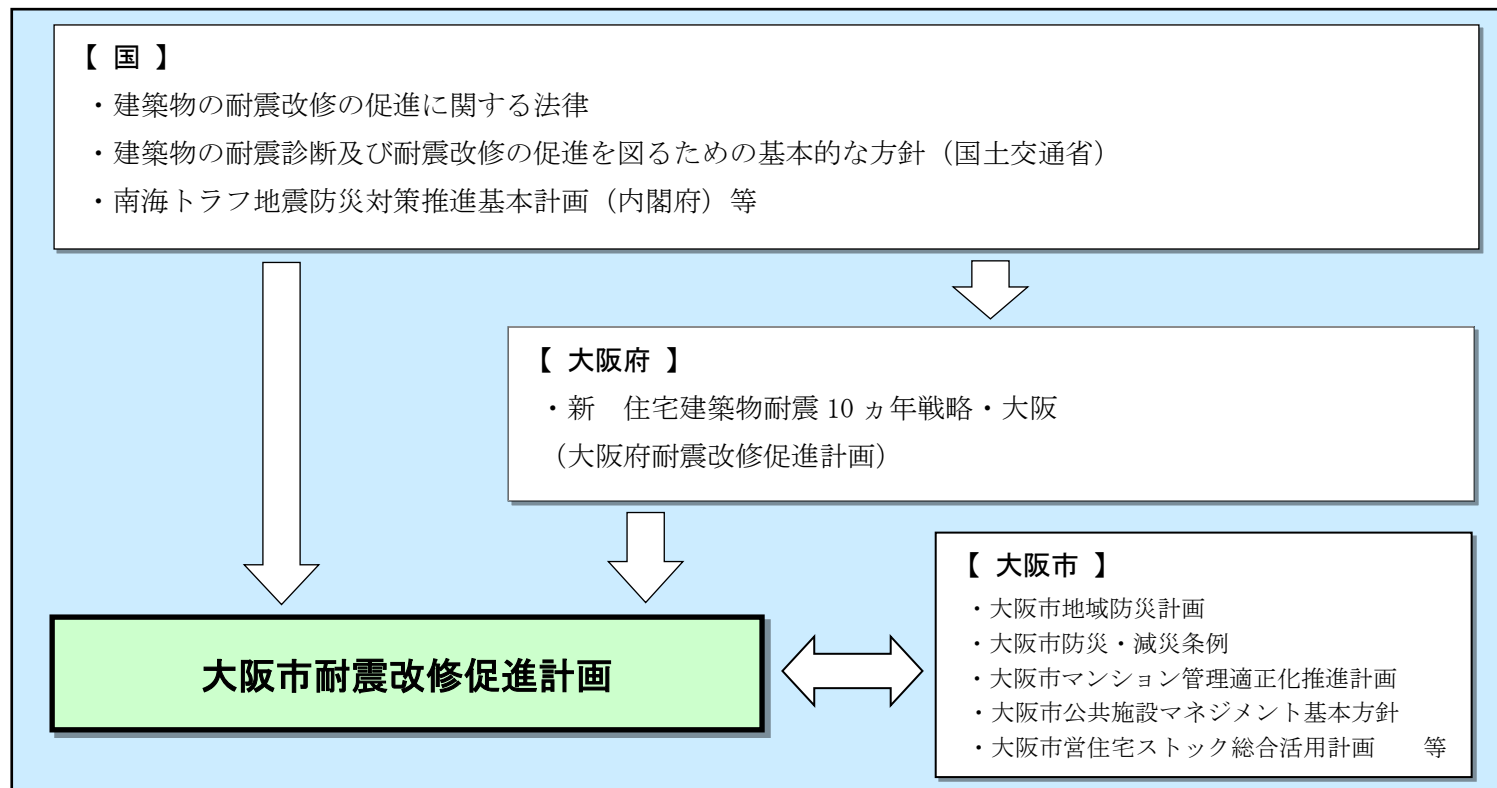 【 国 】
・建築物の耐震改修の促進に関する法律
・建築物の耐震診断及び耐震改修の促進を図るための基本的な方針（国土交通省）
・南海トラフ地震防災対策推進基本計画（内閣府）等
【 大阪府 】
・新　住宅建築物耐震 10 ヵ年戦略・大阪
（大阪府耐震改修促進計画）
【 大阪市 】
・大阪市地域防災計画
・大阪市防災・減災条例
・大阪市マンション管理適正化推進計画
・大阪市公共施設マネジメント基本方針
・大阪市営住宅ストック総合活用計画　　等
大阪市耐震改修促進計画